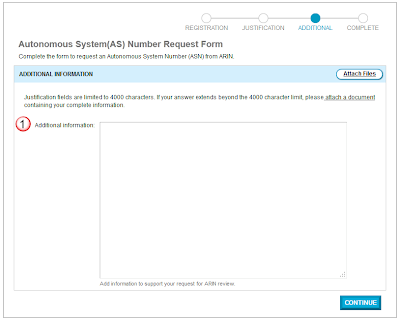 REGISTRATION JUSTIFICATION ADDITIONAL COMPLETE
Autonomous System(AS) Number Request Form
Complete the form to request an Autonomous System Number (ASN) from ARIN.
ADDITIONAL INFORMATION Attach Files
Justification fields are limited to 4000 characters. If your answer extends beyond the 4000 character limit, please attach a document
containing your complete information.
1 Additional information:
Add information to support your request for ARIN review.
CONTINUE